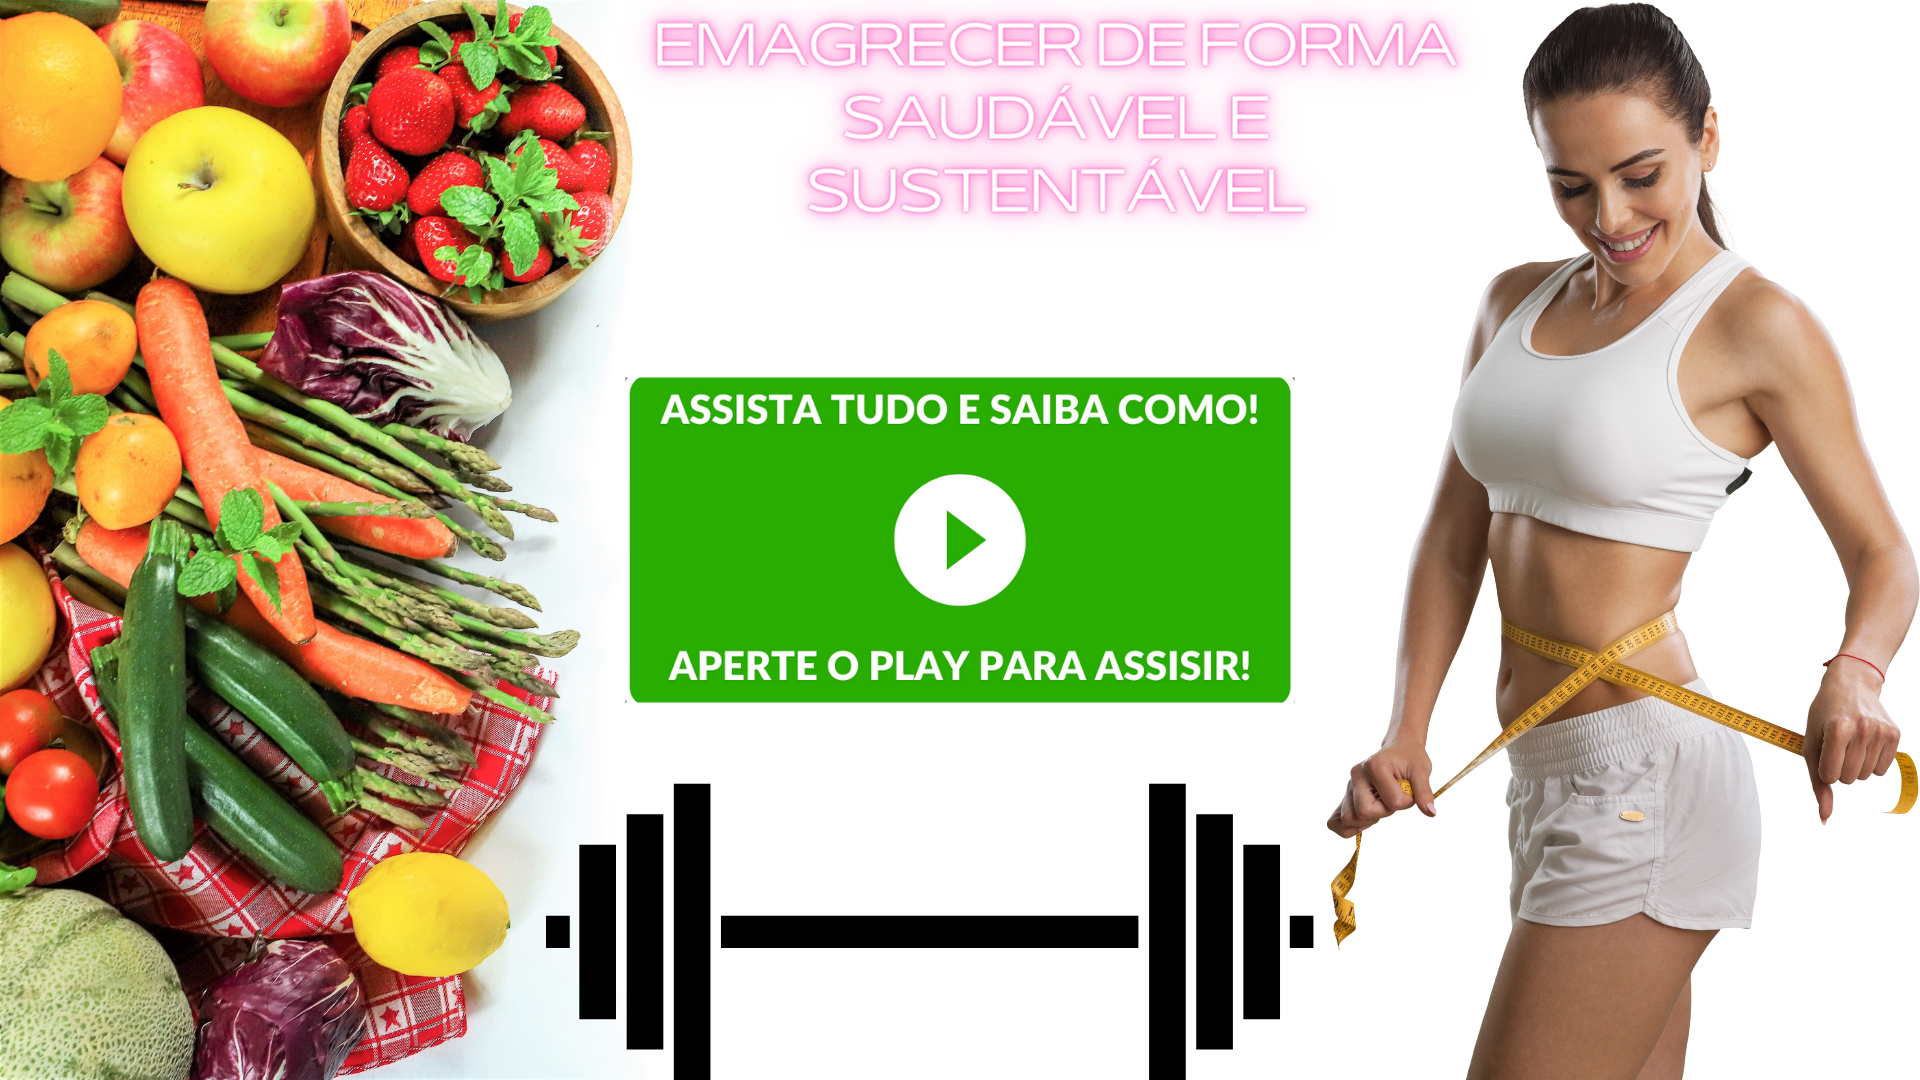 EMAGRECER DE FORMA
SAUDÁVEL E
SUSTENTÁVEL
ASSISTA TUDO E SAIBA COMO!
APERTE O PLAY PARA ASSISIR!